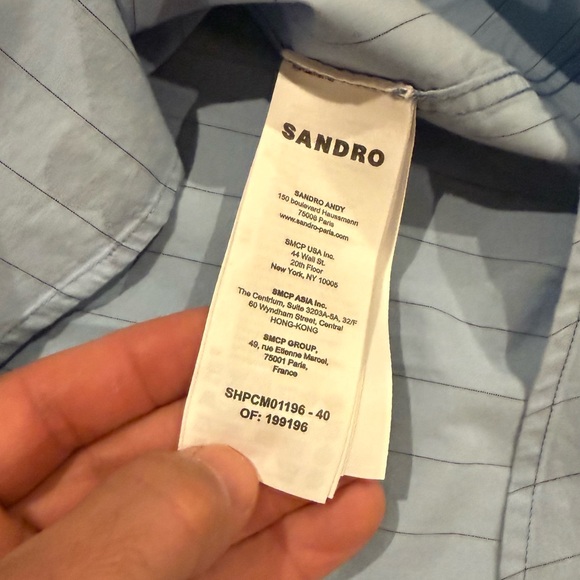 SANDRO
SANDRO ANDY
150 boulevard Haussmann
75008 Paris
www.sandro-paris.com
SMCP USA Inc.
44 Wall St.
20th Floor
New York, NY 10005
SMCP ASIA Inc.
The Centrium, Suite 3203A-5A, 32/F
60 Wyndham Street, Central
HONG-KONG
SMCP GROUP,
49, rue Etienne Marcel,
75001 Paris,
France
SHPCM01196 - 40
OF: 199196